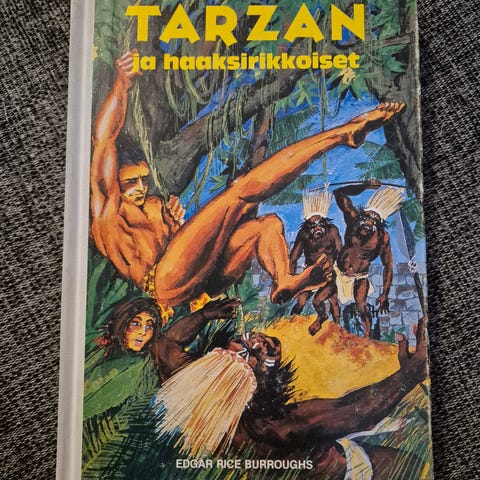 TARZAN
ja haaksirikkoiset
EDGAR RICE BURROUGHS